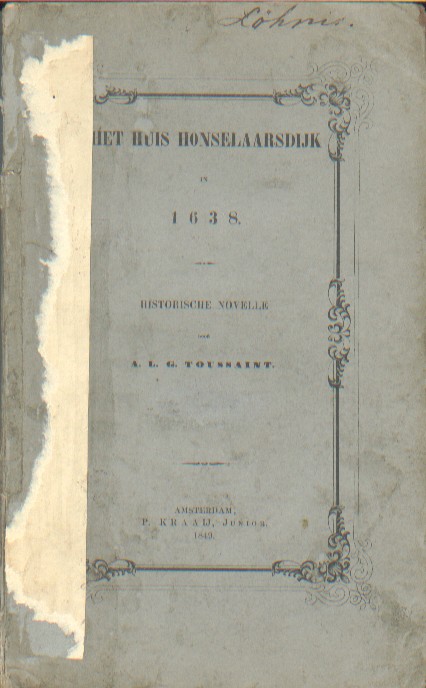 Löhnis.
HET HUIS HONSELAARSDIJK
IN
1638.
HISTORISCHE NOVELLE
DOOR
A. L. G. TOUSSAINT.
AMSTERDAM,
P. KRAAIJ, Junior.
1849.